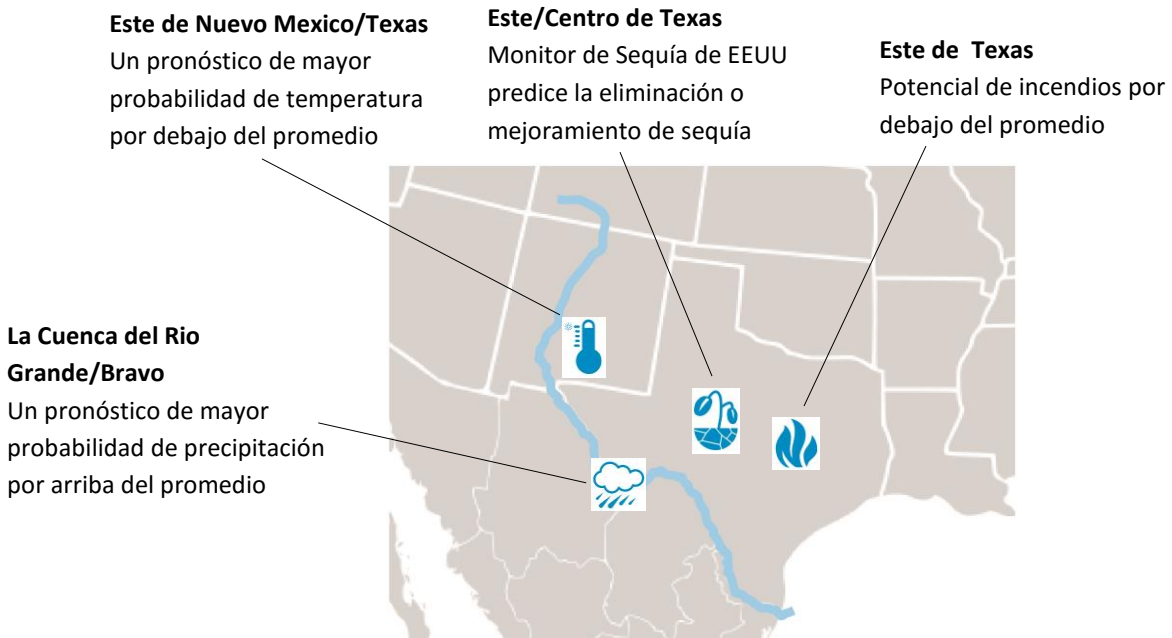 Este de Nuevo Mexico/Texas
Un pronóstico de mayor
probabilidad de temperatura
por debajo del promedio
Este/Centro de Texas
Monitor de Sequía de EEUU
predice la eliminación o
mejoramiento de sequía
Este de Texas
Potencial de incendios por
debajo del promedio
La Cuenca del Rio
Grande/Bravo
Un pronóstico de mayor
probabilidad de precipitación
por arriba del promedio